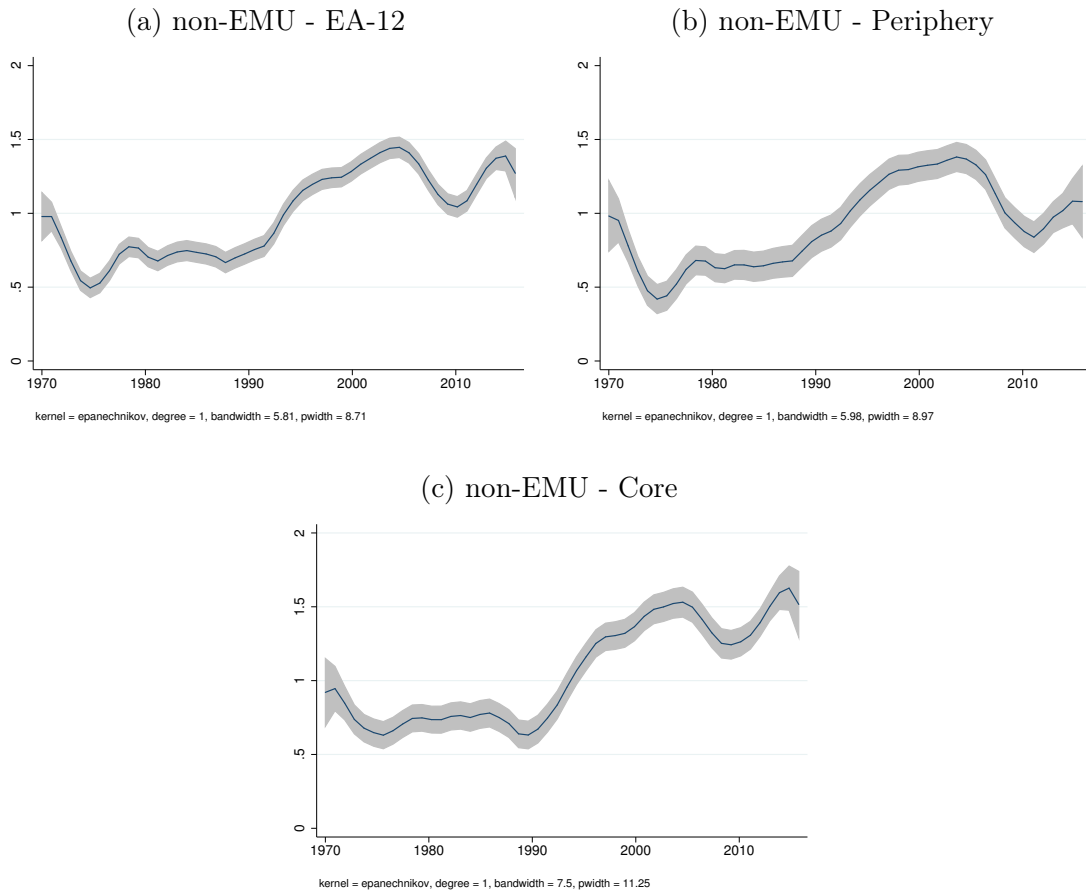 (a) non-EMU - EA-12
2
1.5
1
.5
0
1970 1980 1990 2000 2010
kernel = epanechnikov, degree = 1, bandwidth = 5.81, pwidth = 8.71
(b) non-EMU - Periphery
2
1.5
1
.5
0
1970 1980 1990 2000 2010
kernel = epanechnikov, degree = 1, bandwidth = 5.98, pwidth = 8.97
(c) non-EMU - Core
2
1.5
1
.5
0
1970 1980 1990 2000 2010
kernel = epanechnikov, degree = 1, bandwidth = 7.5, pwidth = 11.25